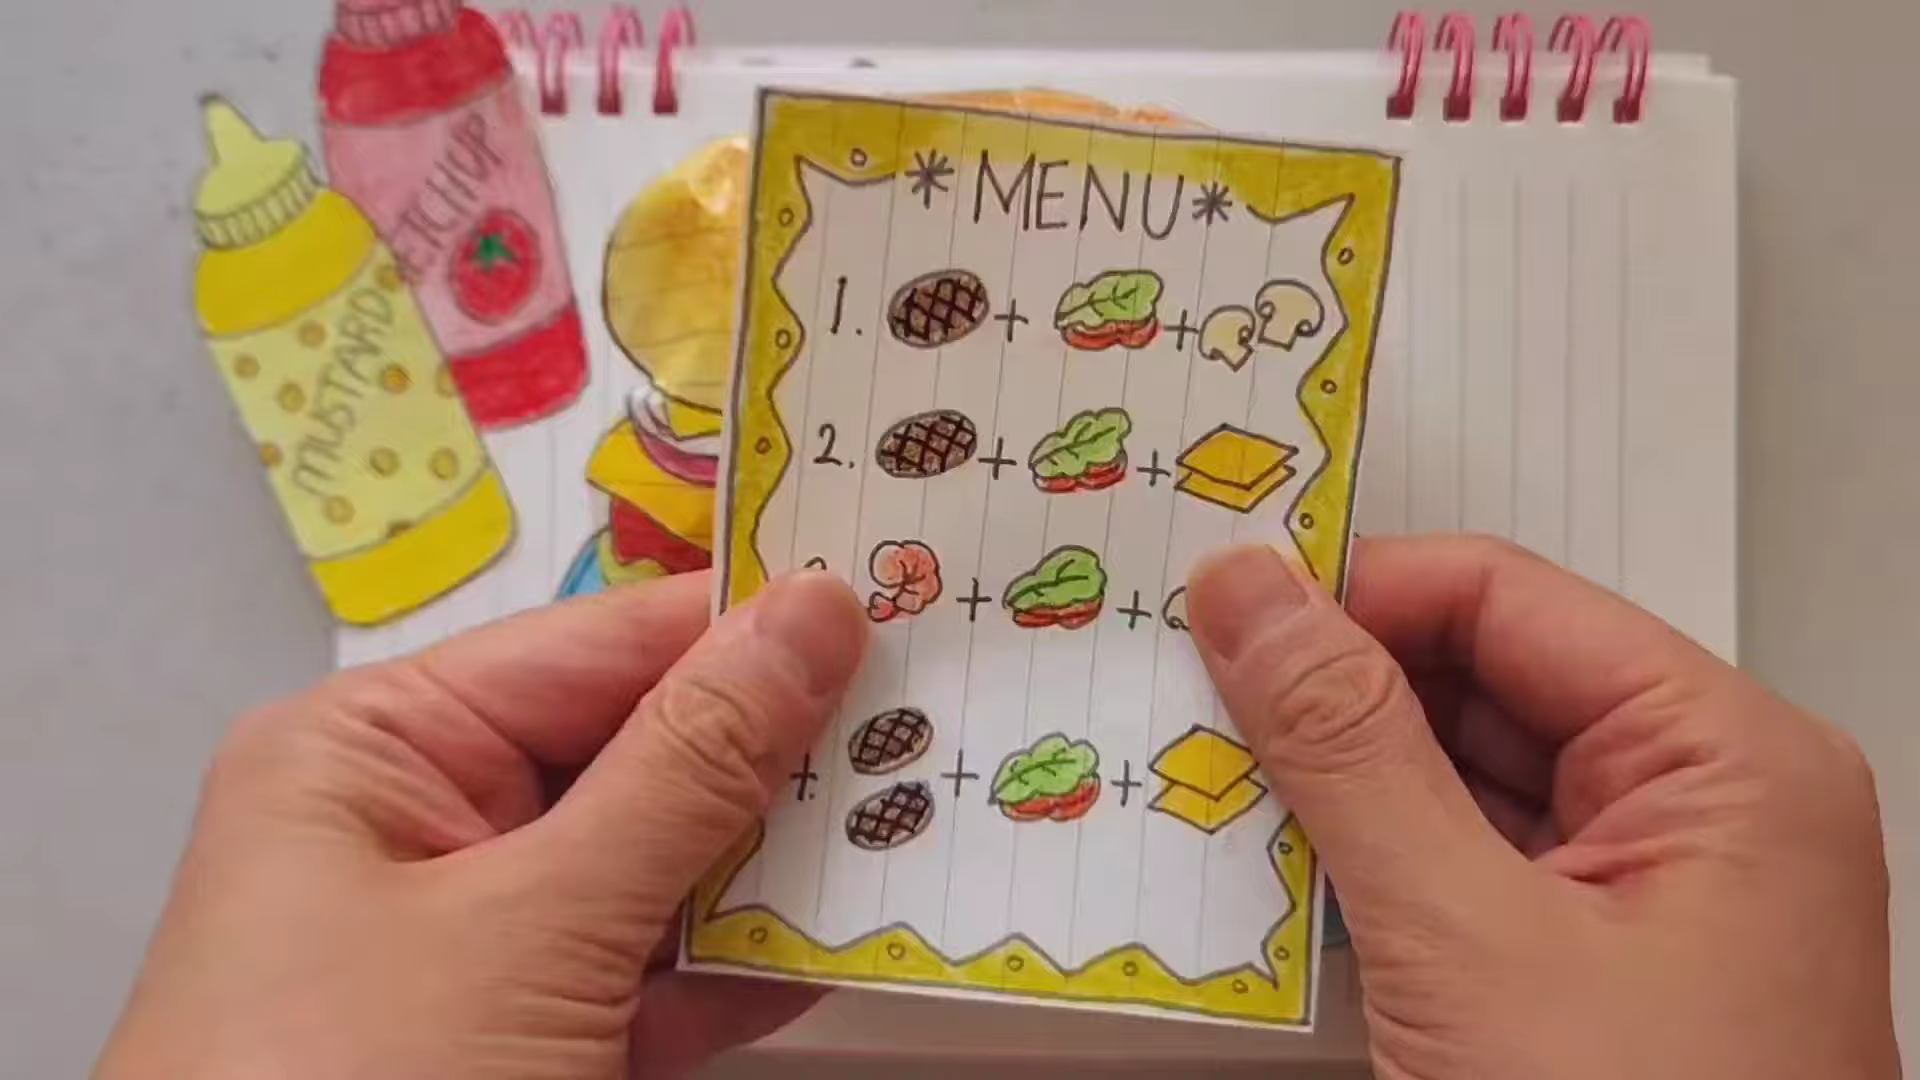 KETCHUP
MUSTARD
* MENU *
1. + +
2. + +
+ +
+ +